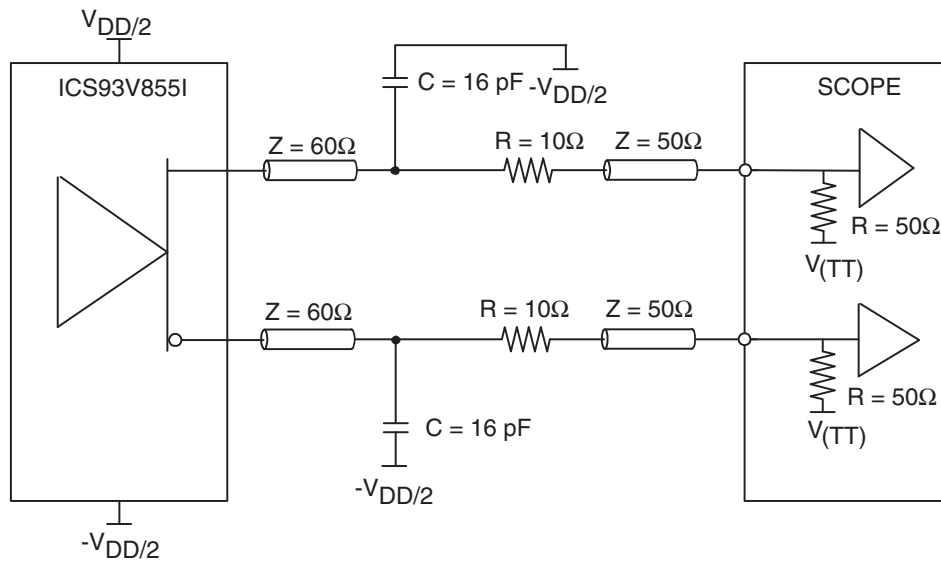 VDD/2
ICS93V855I
C = 16 pF
-VDD/2
SCOPE
Z = 60Ω
R = 10Ω
Z = 50Ω
R = 50Ω
V(TT)
Z = 60Ω
R = 10Ω
Z = 50Ω
R = 50Ω
V(TT)
C = 16 pF
-VDD/2
-VDD/2